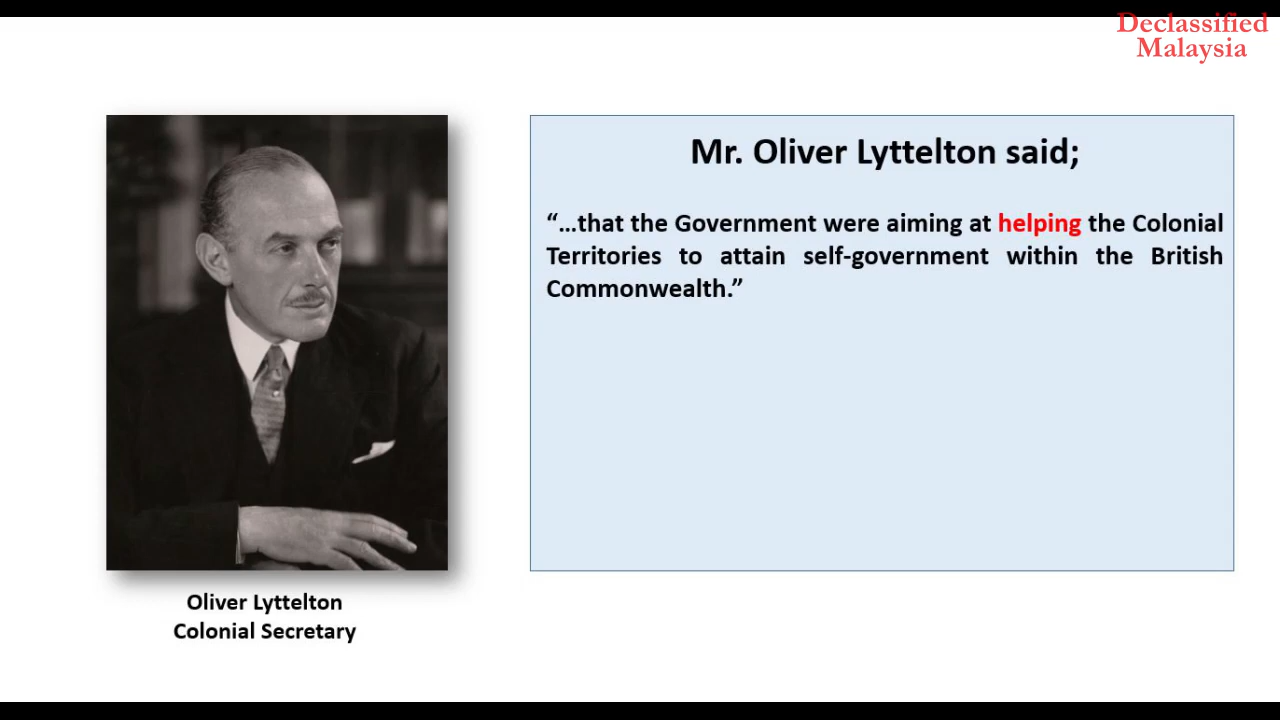 Declassified
Malaysia
Mr. Oliver Lyttelton said;
“...that the Government were aiming at helping the Colonial
Territories to attain self-government within the British
Commonwealth.”
Oliver Lyttelton
Colonial Secretary